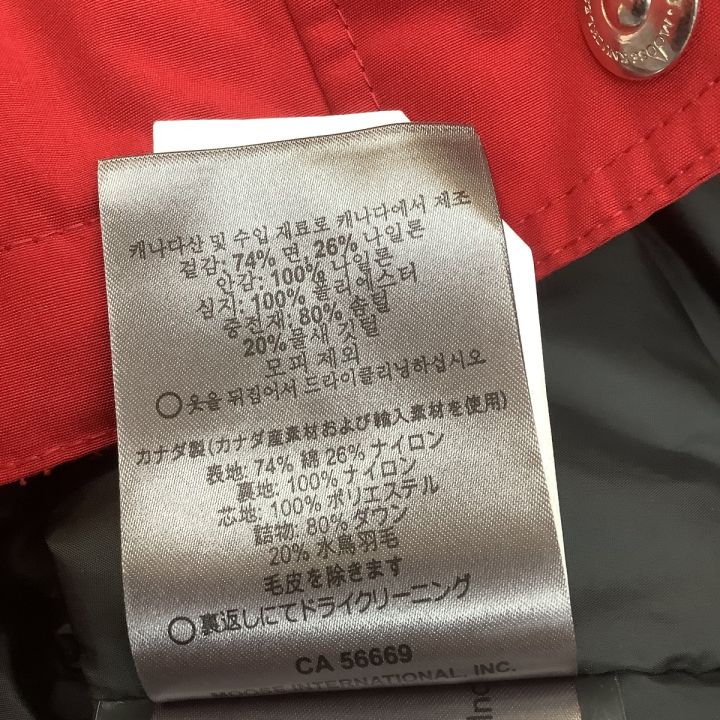 캐나다산 및 수입 재료로 캐나다에서 제조
겉감: 74% 면, 26% 나일론
안감: 100% 나일론
심지: 100% 폴리에스터
충전재: 80% 솜털
20%물새 깃털
모피 제외
옷을 뒤집어서 드라이클리닝하십시오
カナダ製(カナダ産素材および輸入素材を使用)
表地: 74% 綿 26% ナイロン
裏地: 100% ナイロン
芯地: 100% ポリエステル
詰物: 80% ダウン
20% 水鳥羽毛
毛皮を除きます
裏返しにてドライクリーニング
CA 56669
MOOSE INTERNATIONAL, INC.